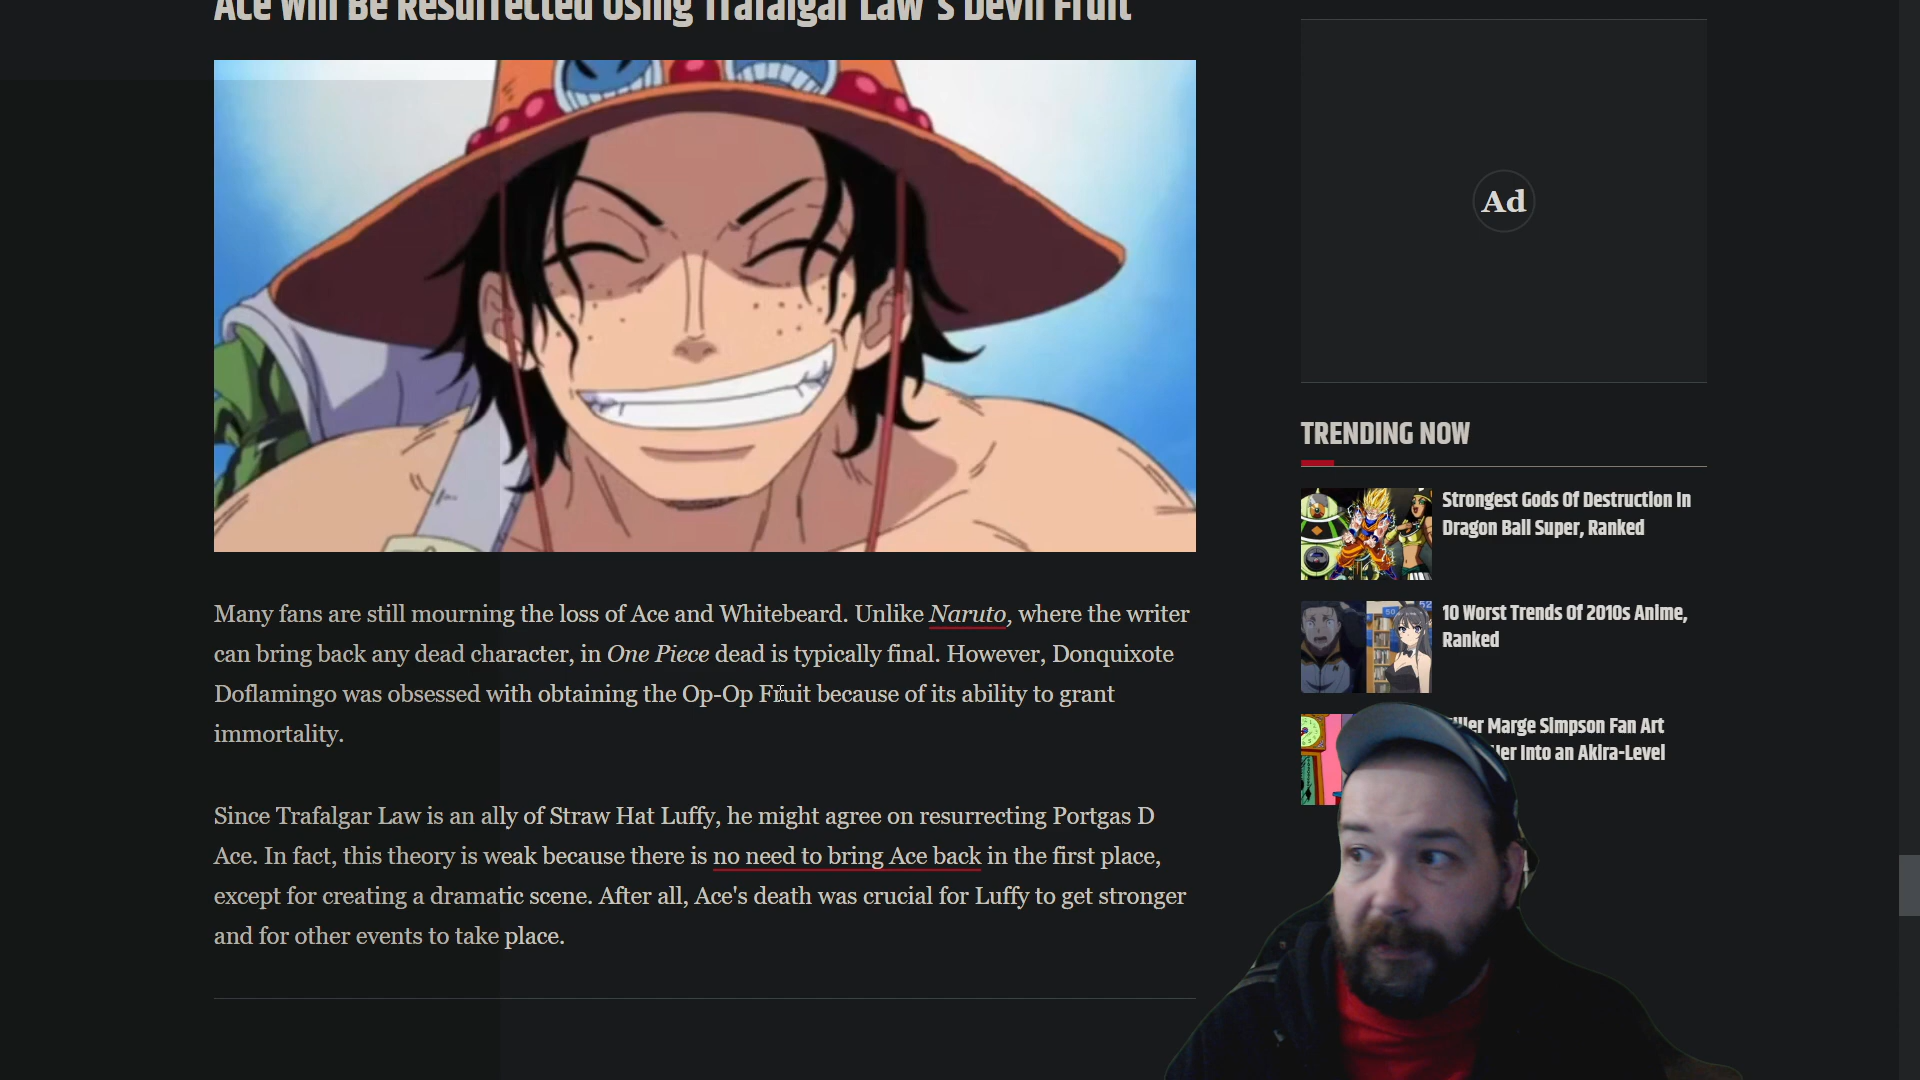 Ace Will Be Resurrected Using Trafalgar Law's Devil Fruit
Many fans are still mourning the loss of Ace and Whitebeard. Unlike Naruto, where the writer
can bring back any dead character, in One Piece dead is typically final. However, Donquixote
Doflamingo was obsessed with obtaining the Op-Op Fruit because of its ability to grant
immortality.
Since Trafalgar Law is an ally of Straw Hat Luffy, he might agree on resurrecting Portgas D
Ace. In fact, this theory is weak because there is no need to bring Ace back in the first place,
except for creating a dramatic scene. After all, Ace's death was crucial for Luffy to get stronger
and for other events to take place.
Ad
TRENDING NOW
Strongest Gods Of Destruction In
Dragon Ball Super, Ranked
10 Worst Trends Of 2010s Anime,
Ranked
Marge Simpson Fan Art
Into an Akira-Level